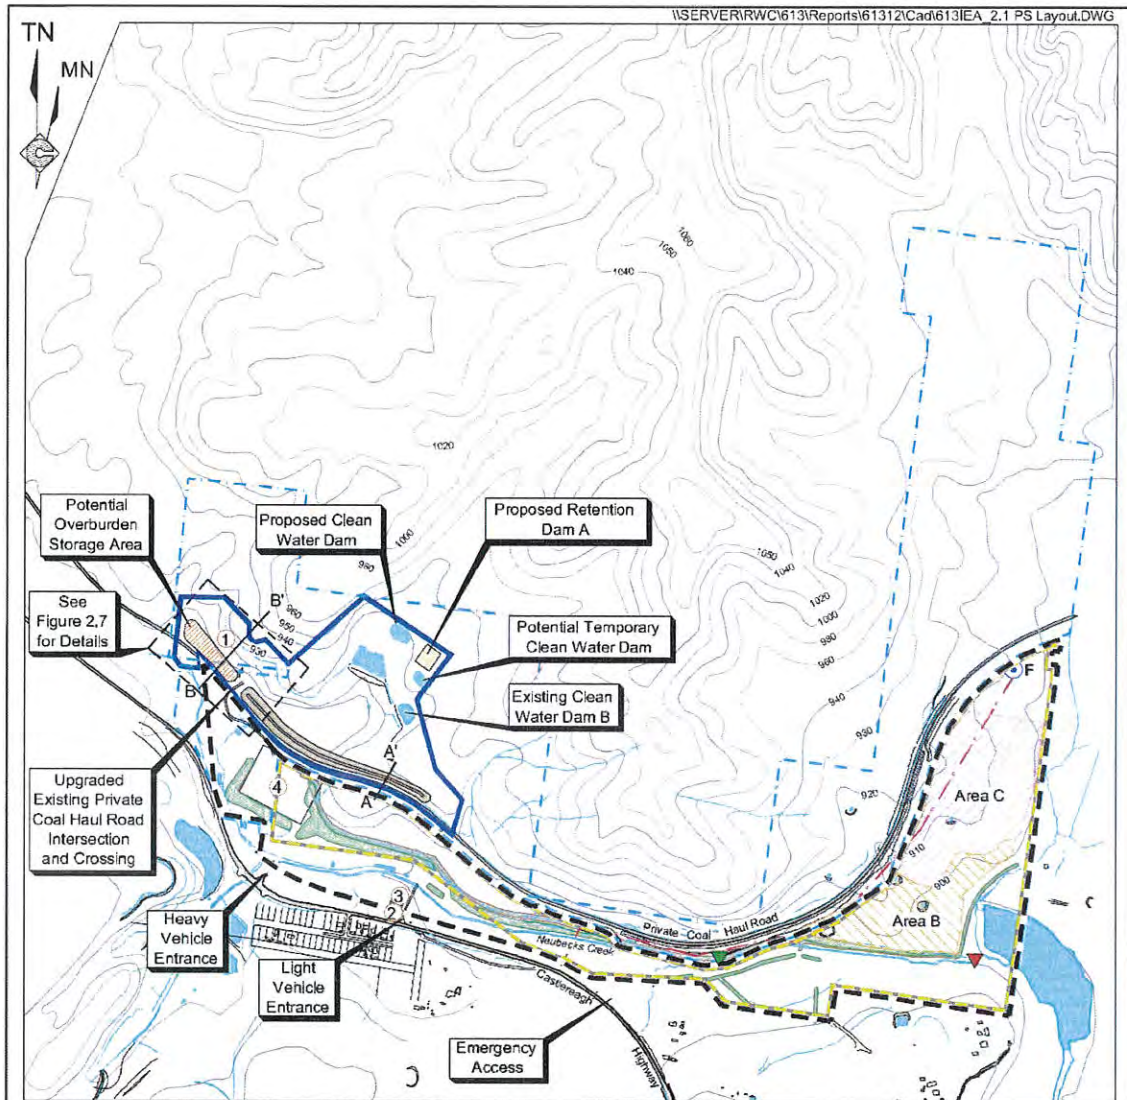 \\SERVER\RWC\613\Reports\61312\Cad\613IEA_2.1 PS Layout.DWG
TN
MN
1060
1050
1040
1020
1000
980
Potential
Overburden
Storage Area
Proposed Clean
Water Dam
Proposed Retention
Dam A
See
Figure 2.7
for Details
B'
960
950
940
930
1
B
Potential Temporary
Clean Water Dam
Existing Clean
Water Dam B
A'
A
1050
1040
1020
1000
980
960
940
930
920
910
900
F
Area C
Area B
Upgraded
Existing Private
Coal Haul Road
Intersection
and Crossing
4
3
2
Heavy
Vehicle
Entrance
Light
Vehicle
Entrance
Private Coal Haul Road
Neubecks Creek
Castlereagh
Highway
Emergency
Access